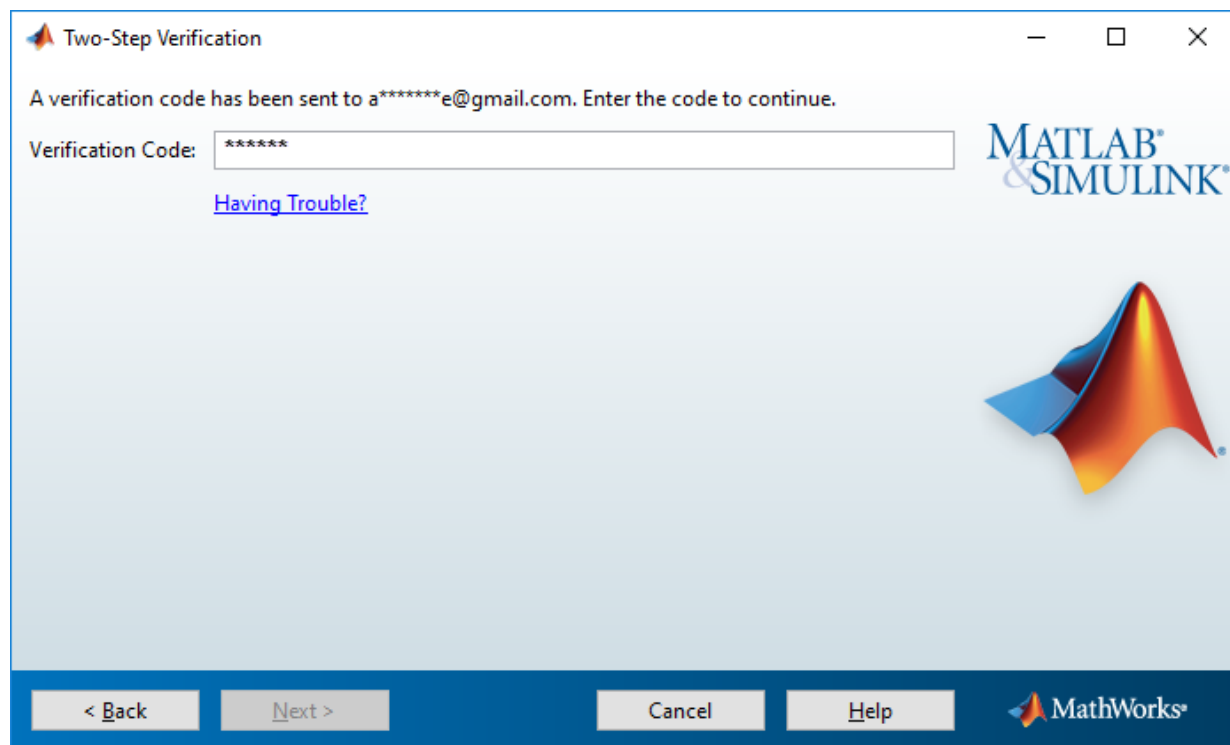 Two-Step Verification
A verification code has been sent to a*******e@gmail.com. Enter the code to continue.
Verification Code: ******
Having Trouble?
MATLAB®
&SIMULINK®
< Back Next > Cancel Help MathWorks®